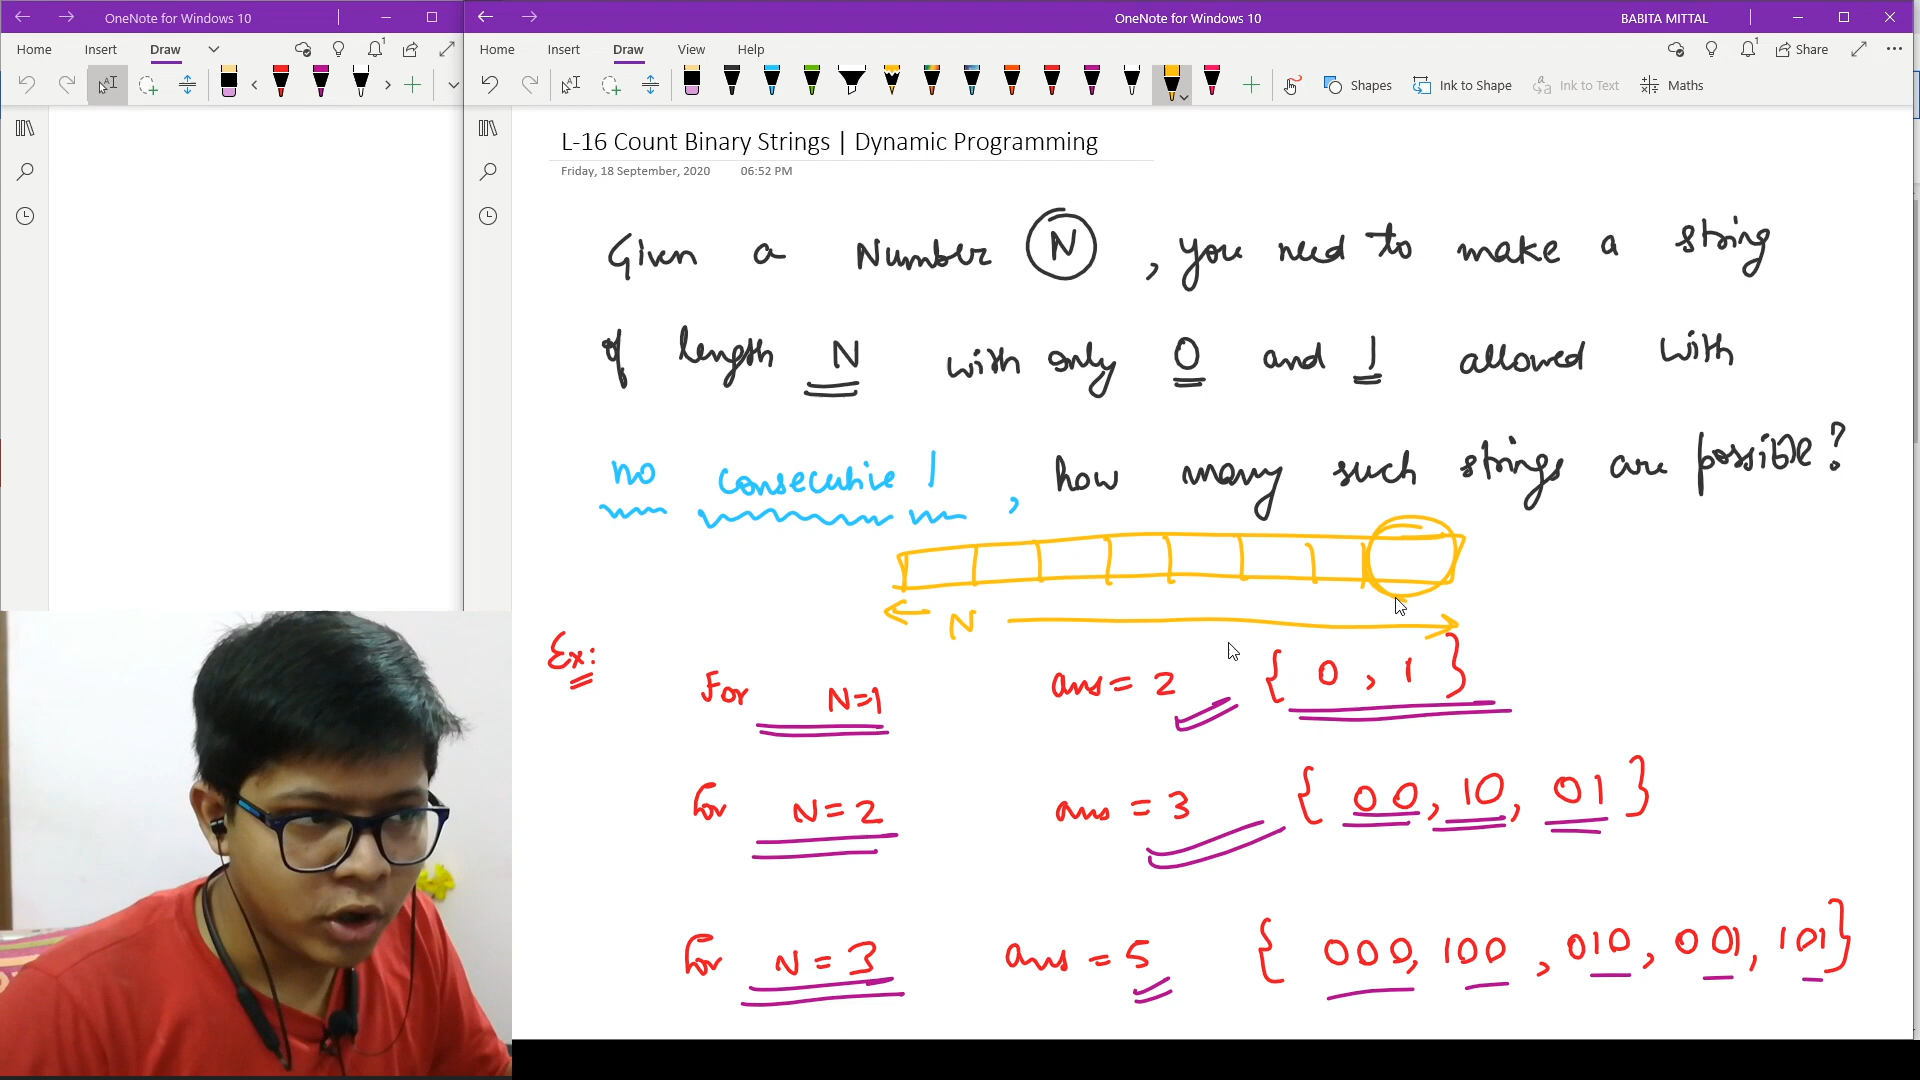 OneNote for Windows 10
OneNote for Windows 10
BABITA MITTAL
Home Insert Draw
Home Insert Draw View Help
Share
Shapes Ink to Shape Ink to Text Maths
L-16 Count Binary Strings | Dynamic Programming
Friday, 18 September, 2020 06:52 PM
Given a Number N , you need to make a string
of length N with only 0 and 1 allowed with
no consecutive 1 , how many such strings are possible?
N
Ex:
For N=1 ans = 2 { 0 , 1 }
for N = 2 ans = 3 { 00, 10, 01 }
for N = 3 ans = 5 { 000, 100 , 010, 001, 101 }